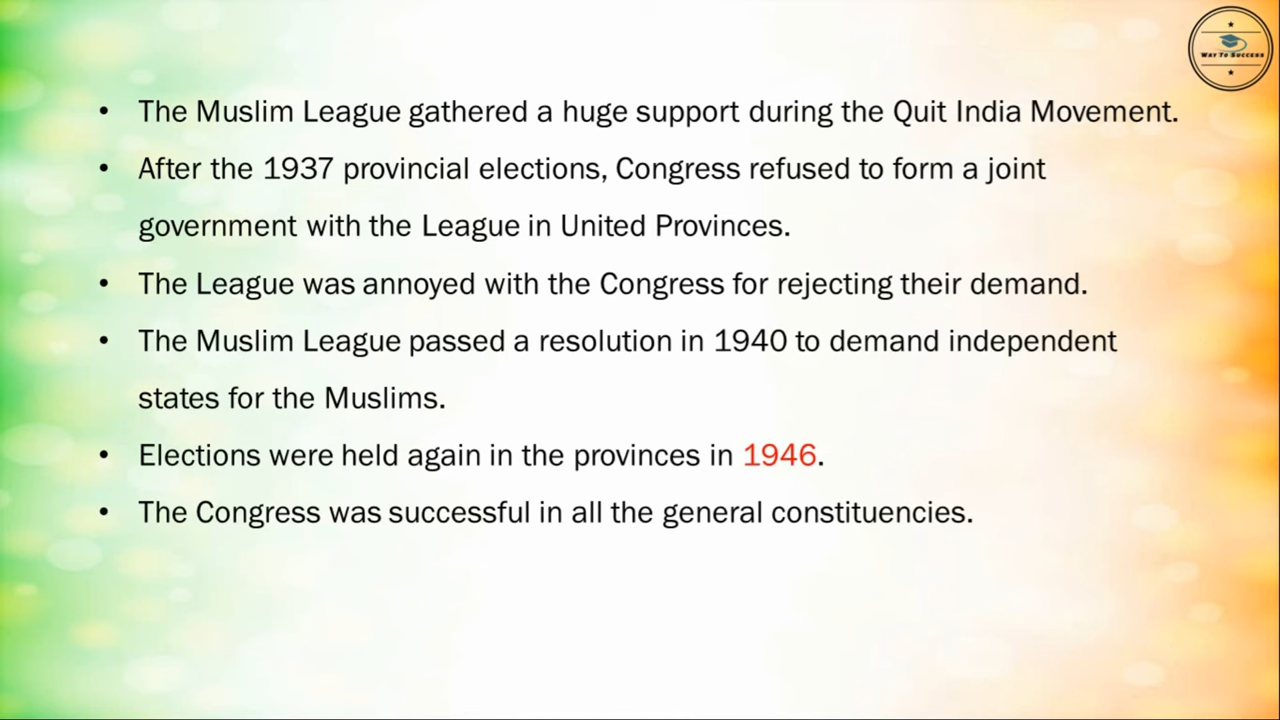 WAY TO SUCCESS
• The Muslim League gathered a huge support during the Quit India Movement.
• After the 1937 provincial elections, Congress refused to form a joint
government with the League in United Provinces.
• The League was annoyed with the Congress for rejecting their demand.
• The Muslim League passed a resolution in 1940 to demand independent
states for the Muslims.
• Elections were held again in the provinces in 1946.
• The Congress was successful in all the general constituencies.